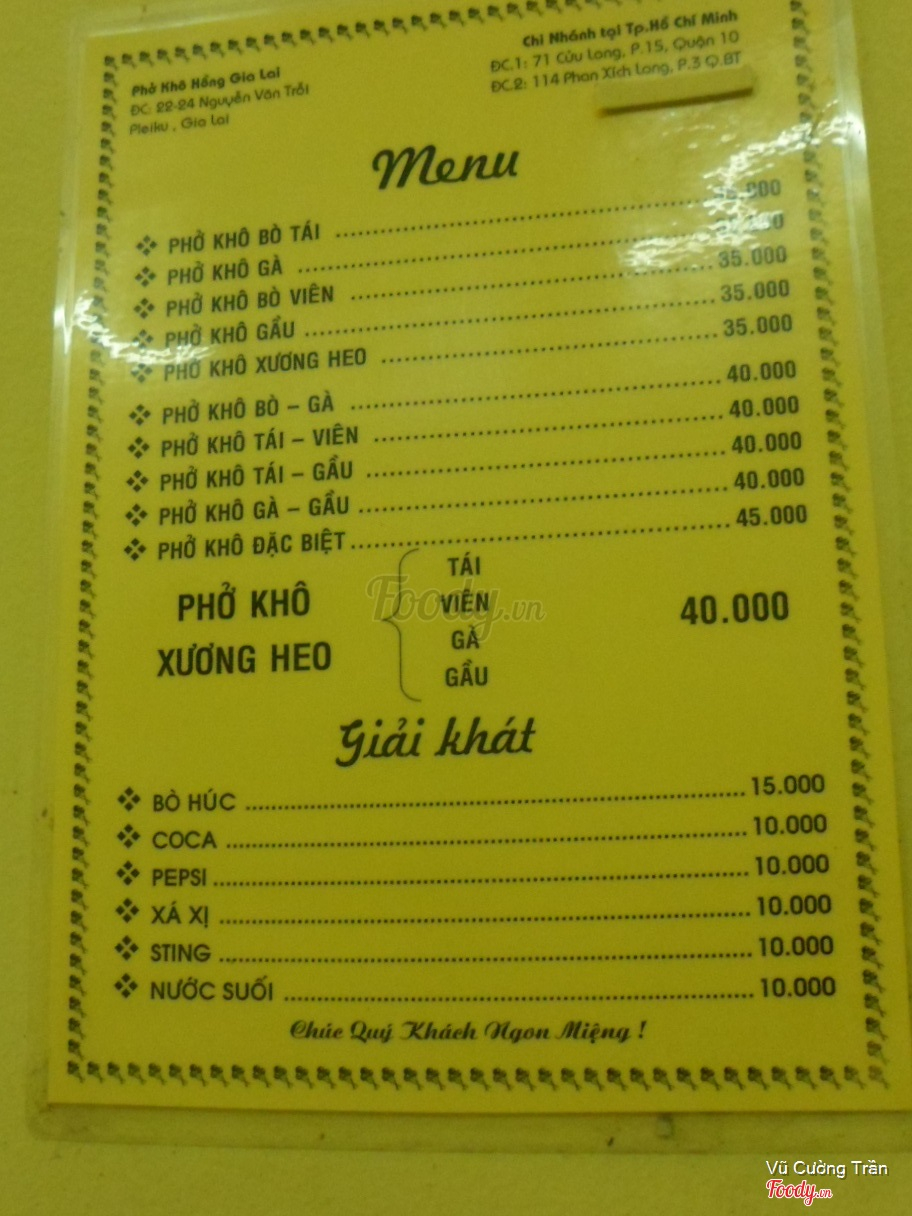 Phở Khô Hồng Gia Lai
ĐC: 22-24 Nguyễn Văn Trỗi
Pleiku , Gia Lai
Chi Nhánh tại Tp.Hồ Chí Minh
ĐC.1: 71 Cửu Long, P.15, Quận 10
ĐC.2: 114 Phan Xích Long, P.3 Q.BT
Menu
PHỞ KHÔ BÒ TÁI
PHỞ KHÔ GÀ
PHỞ KHÔ BÒ VIÊN 35.000
PHỞ KHÔ GẦU 35.000
PHỞ KHÔ XƯƠNG HEO 35.000
PHỞ KHÔ BÒ – GÀ 40.000
PHỞ KHÔ TÁI – VIÊN 40.000
PHỞ KHÔ TÁI – GẦU 40.000
PHỞ KHÔ GÀ – GẦU 40.000
PHỞ KHÔ ĐẶC BIỆT 45.000
PHỞ KHÔ
XƯƠNG HEO
TÁI
VIÊN
GÀ
GẦU
40.000
Foody.vn
Giải khát
BÒ HÚC 15.000
COCA 10.000
PEPSI 10.000
XÁ XỊ 10.000
STING 10.000
NƯỚC SUỐI 10.000
Chúc Quý Khách Ngon Miệng !
Vũ Cường Trần
Foody.vn